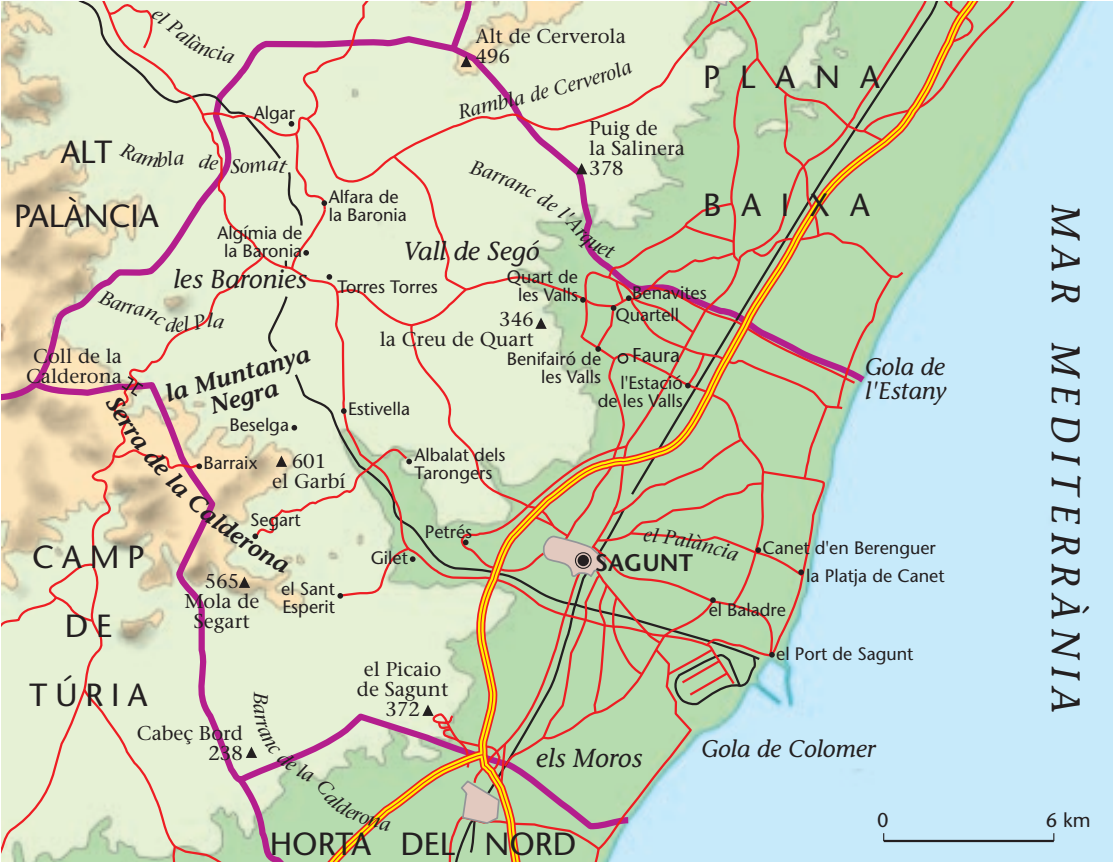 el Palància
Alt de Cerverola
496
PLANA
Rambla de Cerverola
Algar
Puig de
la Salinera
378
ALT
PALÀNCIA
Rambla de Somat
Barranc de l'Arquet
Alfara de
la Baronia
BAIXA
Algímia de
la Baronia
Vall de Segó
les Baronies
Torres Torres
Quart de
les Valls
Benavites
Quartell
Barranc del Pla
346
la Creu de Quart
Benifairó de
les Valls
Faura
l'Estació
de les Valls
Gola de
l'Estany
MAR MEDITERRÀNIA
Coll de la
Calderona
la Muntanya
Negra
Serra de la Calderona
Estivella
Beselga
Barraix
601
el Garbí
Albalat dels
Tarongers
Segart
Petrés
Gilet
el Palància
Canet d'en Berenguer
SAGUNT
la Platja de Canet
CAMP
DE
TÚRIA
565
Mola de
Segart
el Sant
Esperit
el Baladre
el Port de Sagunt
el Picaio
de Sagunt
372
Cabeç Bord
238
Barranc de la Calderona
els Moros
Gola de Colomer
HORTA DEL NORD
0 6 km